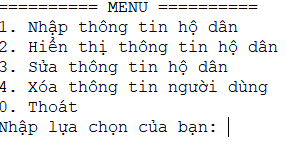 ========== MENU ==========
1. Nhập thông tin hộ dân
2. Hiển thị thông tin hộ dân
3. Sửa thông tin hộ dân
4. Xóa thông tin người dùng
0. Thoát
Nhập lựa chọn của bạn: